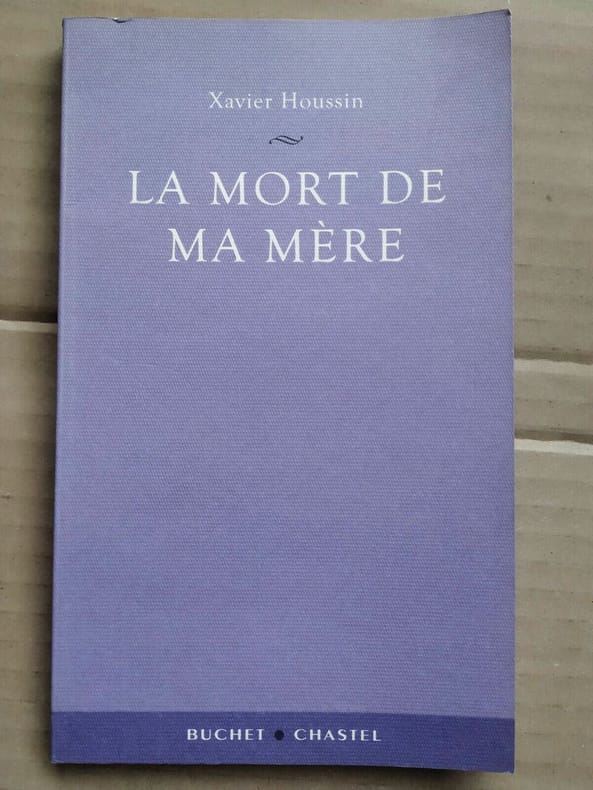 Xavier Houssin
LA MORT DE
MA MÈRE
BUCHET • CHASTEL